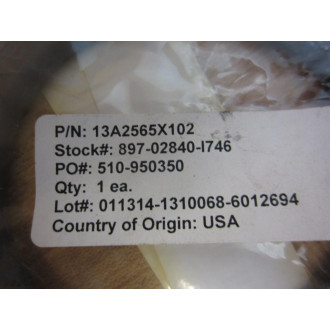 P/N: 13A2565X102
Stock#: 897-02840-I746
PO#: 510-950350
Qty: 1 ea.
Lot#: 011314-1310068-6012694
Country of Origin: USA